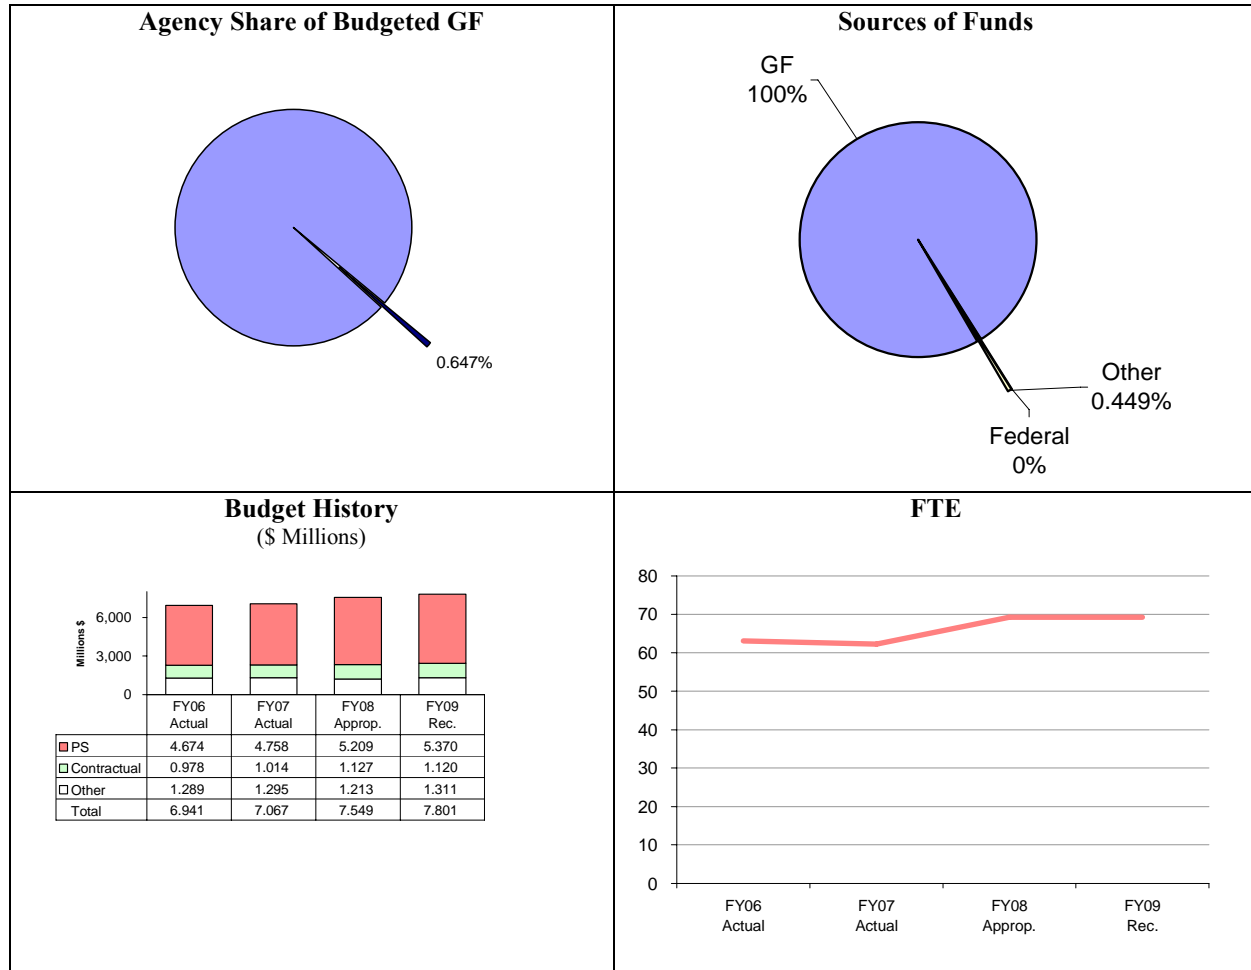 Agency Share of Budgeted GF
0.647%
Sources of Funds
GF
100%
Other
0.449%
Federal
0%
Budget History
($ Millions)
Millions $
6,000
3,000
0
FY06 FY07 FY08 FY09
Actual Actual Approp. Rec.
PS 4.674 4.758 5.209 5.370
Contractual 0.978 1.014 1.127 1.120
Other 1.289 1.295 1.213 1.311
Total 6.941 7.067 7.549 7.801
FTE
80
70
60
50
40
30
20
10
0
FY06 FY07 FY08 FY09
Actual Actual Approp. Rec.